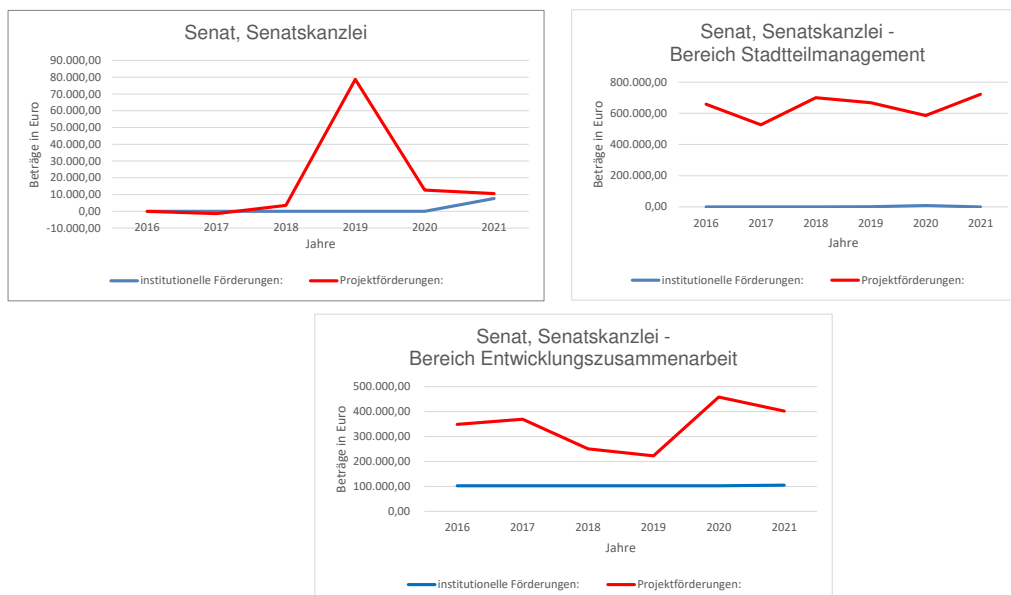 Senat, Senatskanzlei
90.000,00
80.000,00
70.000,00
60.000,00
50.000,00
40.000,00
30.000,00
20.000,00
10.000,00
0,00
-10.000,00
Beträge in Euro
2016 2017 2018 2019 2020 2021
Jahre
institutionelle Förderungen: Projektförderungen:
Senat, Senatskanzlei -
Bereich Stadtteilmanagement
800.000,00
600.000,00
400.000,00
200.000,00
0,00
Beträge in Euro
2016 2017 2018 2019 2020 2021
Jahre
institutionelle Förderungen: Projektförderungen:
Senat, Senatskanzlei -
Bereich Entwicklungszusammenarbeit
500.000,00
400.000,00
300.000,00
200.000,00
100.000,00
0,00
Beträge in Euro
2016 2017 2018 2019 2020 2021
Jahre
institutionelle Förderungen: Projektförderungen: